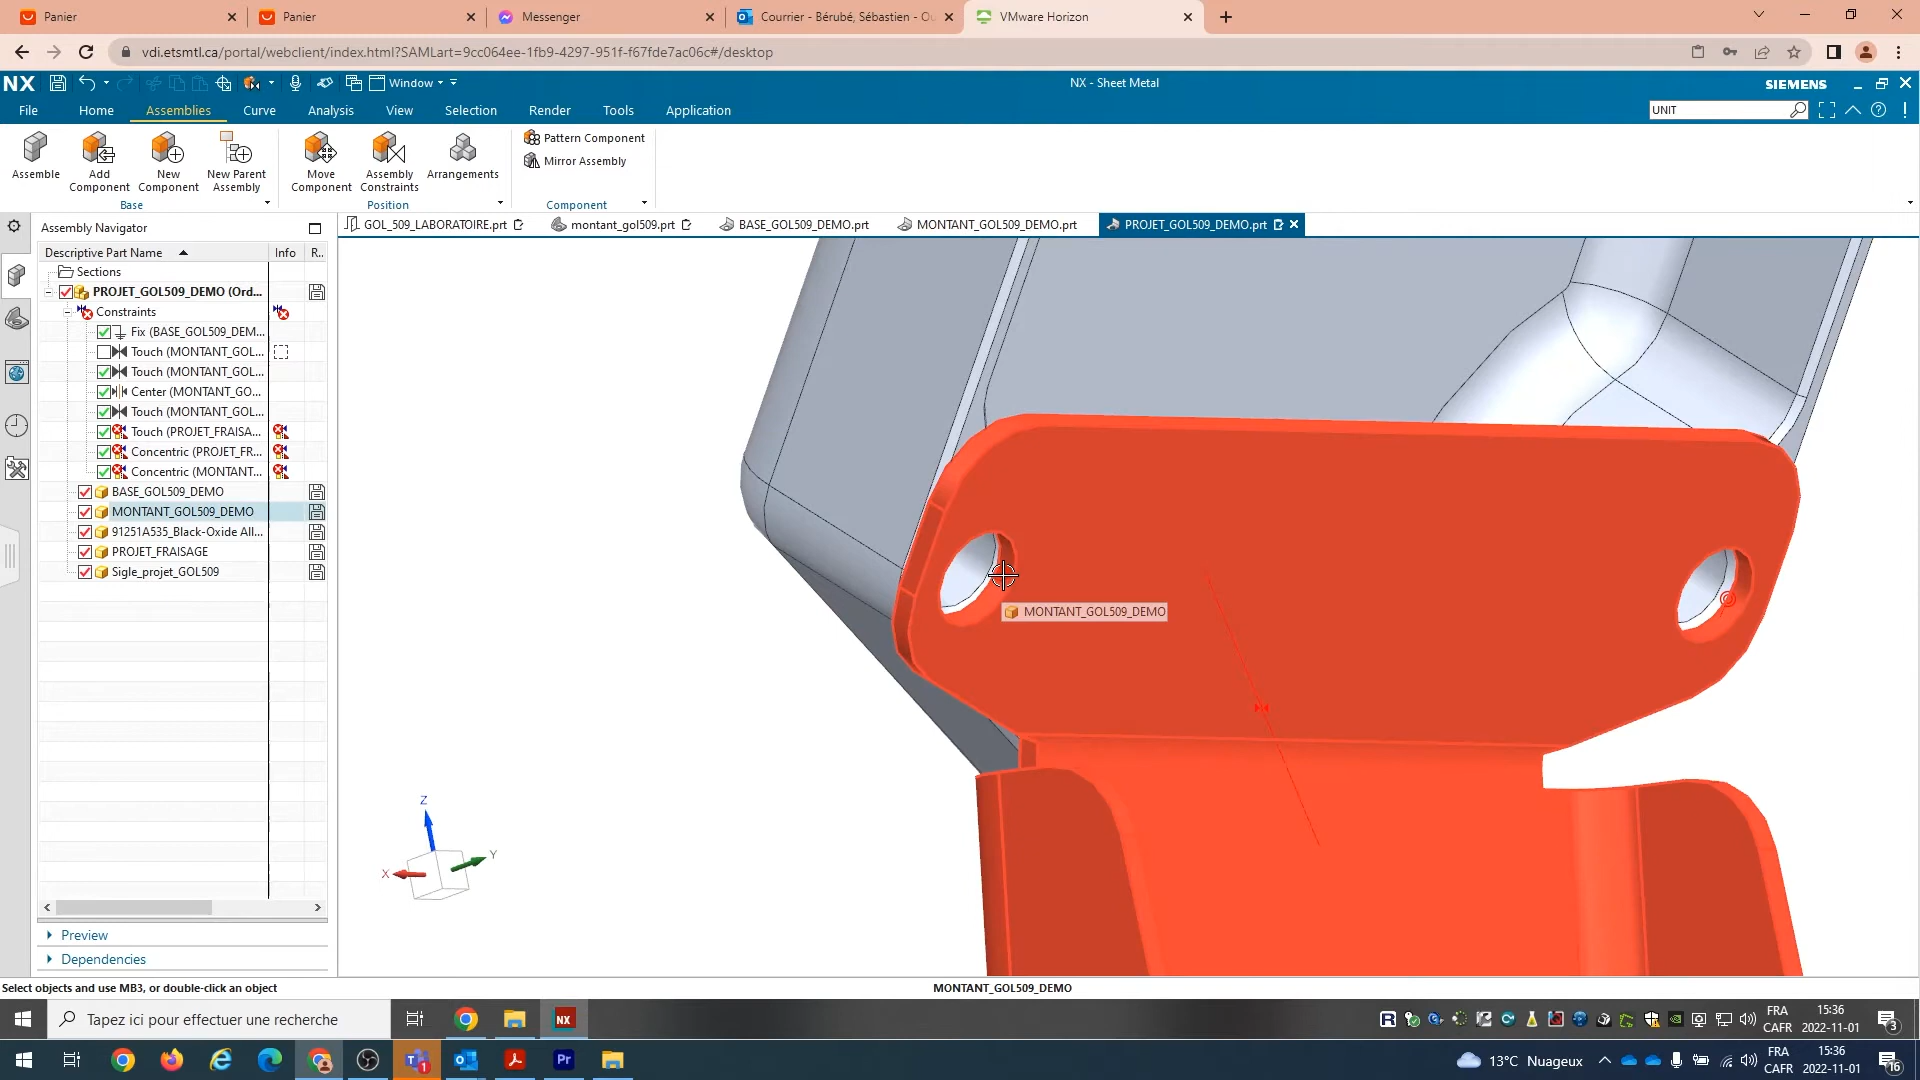 Panier
Panier
Messenger
Courrier - Bérubé, Sébastien - Ou
VMware Horizon
vdi.etsmtl.ca/portal/webclient/index.html?SAMLart=9cc064ee-1fb9-4297-951f-f67fde7ac06c#/desktop
NX
Window
NX - Sheet Metal
SIEMENS
File
Home
Assemblies
Curve
Analysis
View
Selection
Render
Tools
Application
UNIT
Assemble
Add Component
New Component
New Parent Assembly
Move Component
Assembly Constraints
Arrangements
Pattern Component
Mirror Assembly
Base
Position
Component
Assembly Navigator
GOL_509_LABORATOIRE.prt
montant_gol509.prt
BASE_GOL509_DEMO.prt
MONTANT_GOL509_DEMO.prt
PROJET_GOL509_DEMO.prt
Descriptive Part Name
Info
R..
Sections
PROJET_GOL509_DEMO (Ord...
Constraints
Fix (BASE_GOL509_DEM...
Touch (MONTANT_GOL...
Touch (MONTANT_GOL...
Center (MONTANT_GO...
Touch (MONTANT_GOL...
Touch (PROJET_FRAISA...
Concentric (PROJET_FR...
Concentric (MONTANT...
BASE_GOL509_DEMO
MONTANT_GOL509_DEMO
91251A535_Black-Oxide All...
PROJET_FRAISAGE
Sigle_projet_GOL509
MONTANT_GOL509_DEMO
Z
Y
X
Preview
Dependencies
Select objects and use MB3, or double-click an object
MONTANT_GOL509_DEMO
Tapez ici pour effectuer une recherche
NX
FRA
CAFR
15:36
2022-11-01
3
Pr
13°C Nuageux
FRA
CAFR
15:36
2022-11-01
16